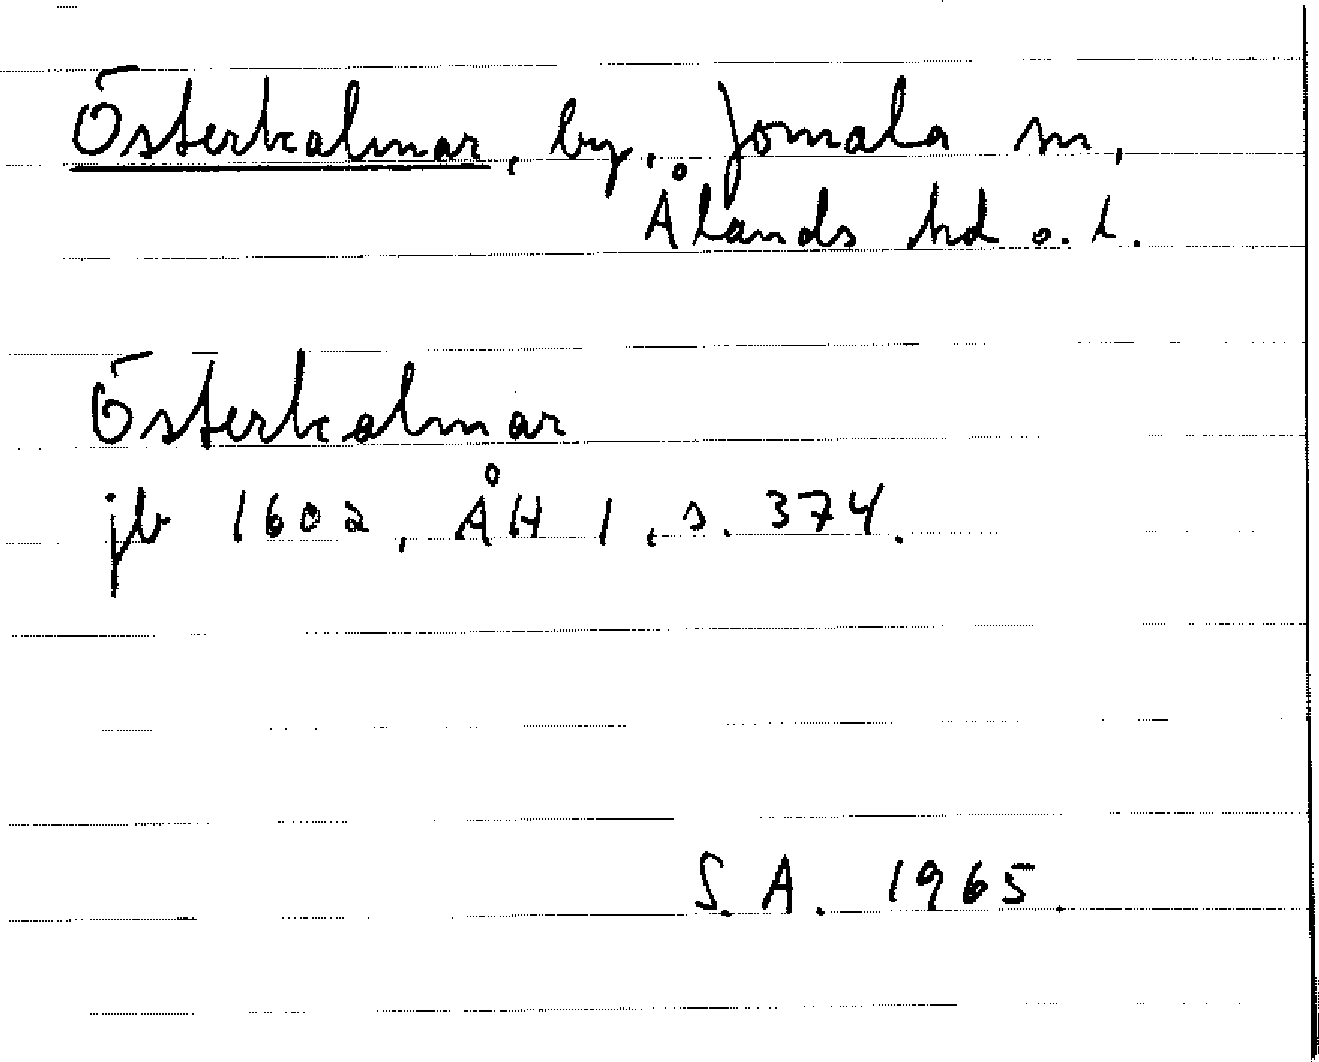 Österkalmar, by, Jomala sn,
Ålands hd o. l.
Österkalmar
jb 1602, ÅH 1, s. 374.
S. A. 1965.